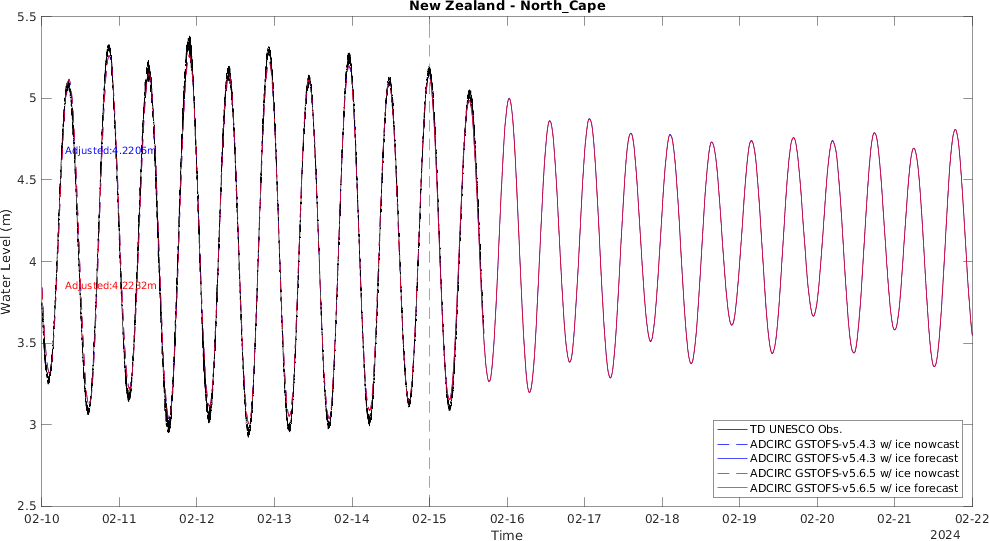 New Zealand - North_Cape
5.5
5
4.5
4
3.5
3
2.5
Water Level (m)
Adjusted:4.2206m
Adjusted:4.2232m
TD UNESCO Obs.
ADCIRC GSTOFS-v5.4.3 w/ ice nowcast
ADCIRC GSTOFS-v5.4.3 w/ ice forecast
ADCIRC GSTOFS-v5.6.5 w/ ice nowcast
ADCIRC GSTOFS-v5.6.5 w/ ice forecast
02-10 02-11 02-12 02-13 02-14 02-15 02-16 02-17 02-18 02-19 02-20 02-21 02-22
Time
2024